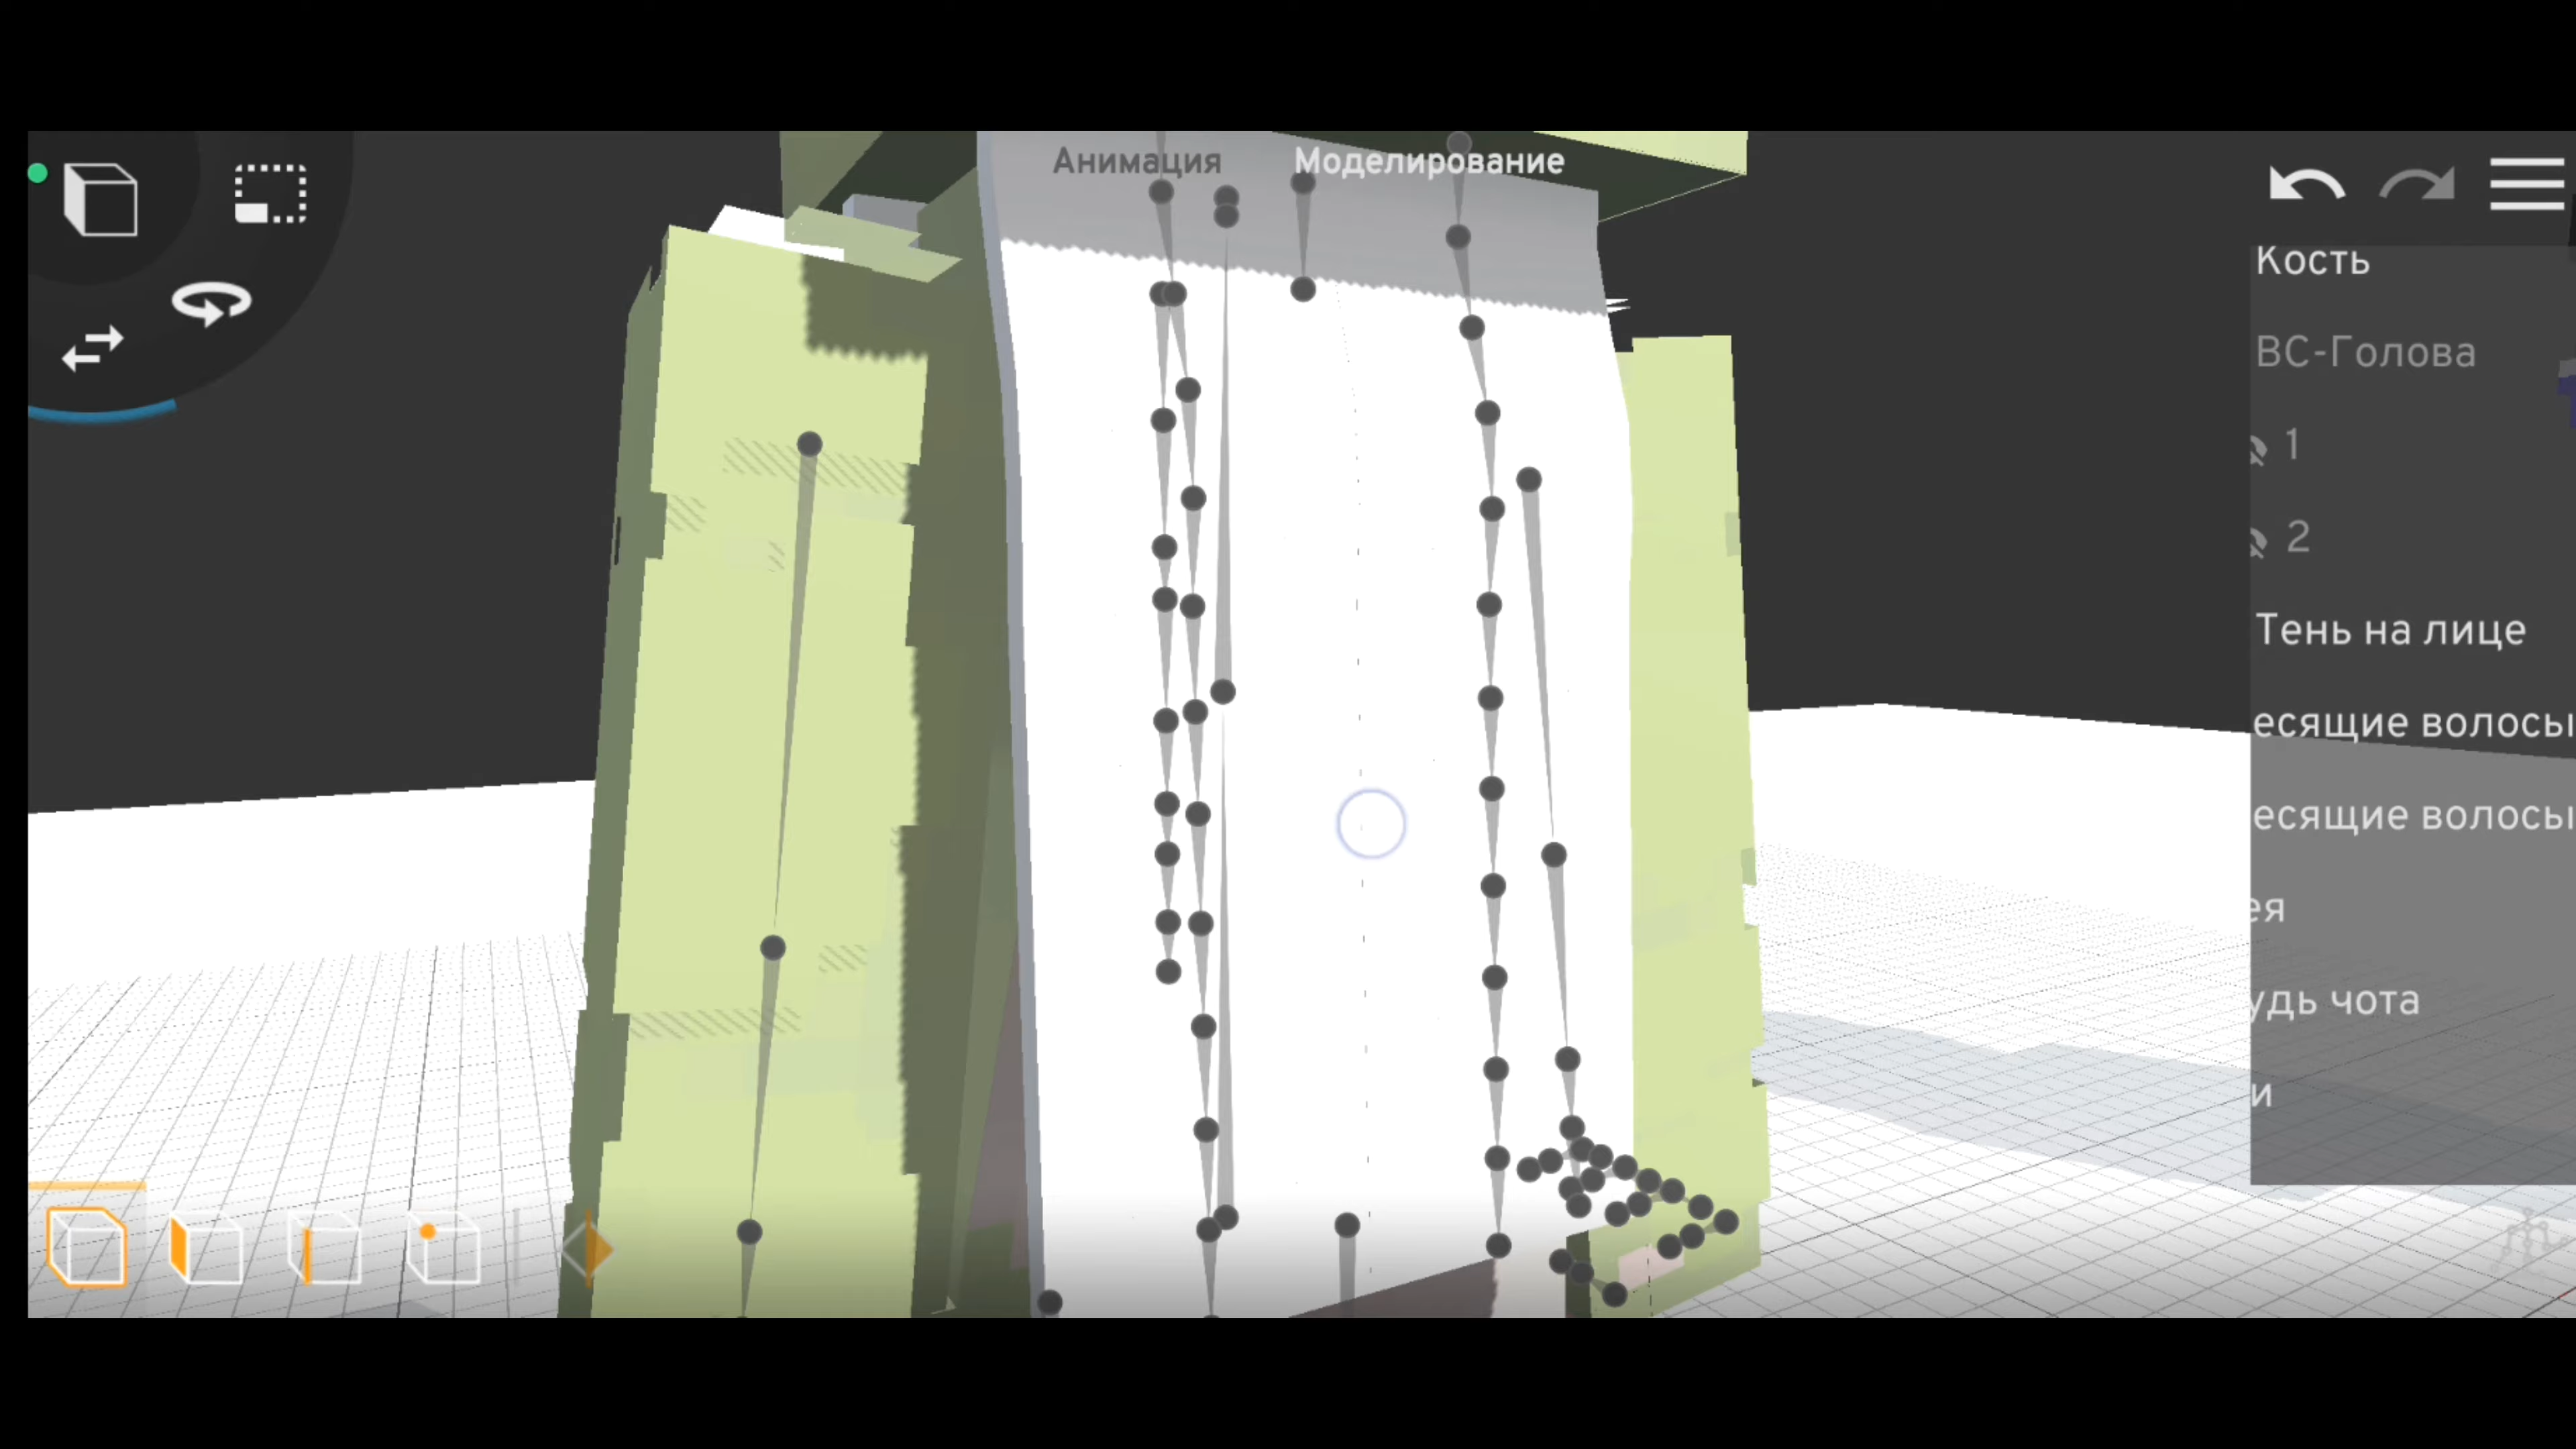 Анимация Моделирование
Кость
ВС-Голова
1
2
Тень на лице
есящие волосы
есящие волосы
ея
удь чота
и